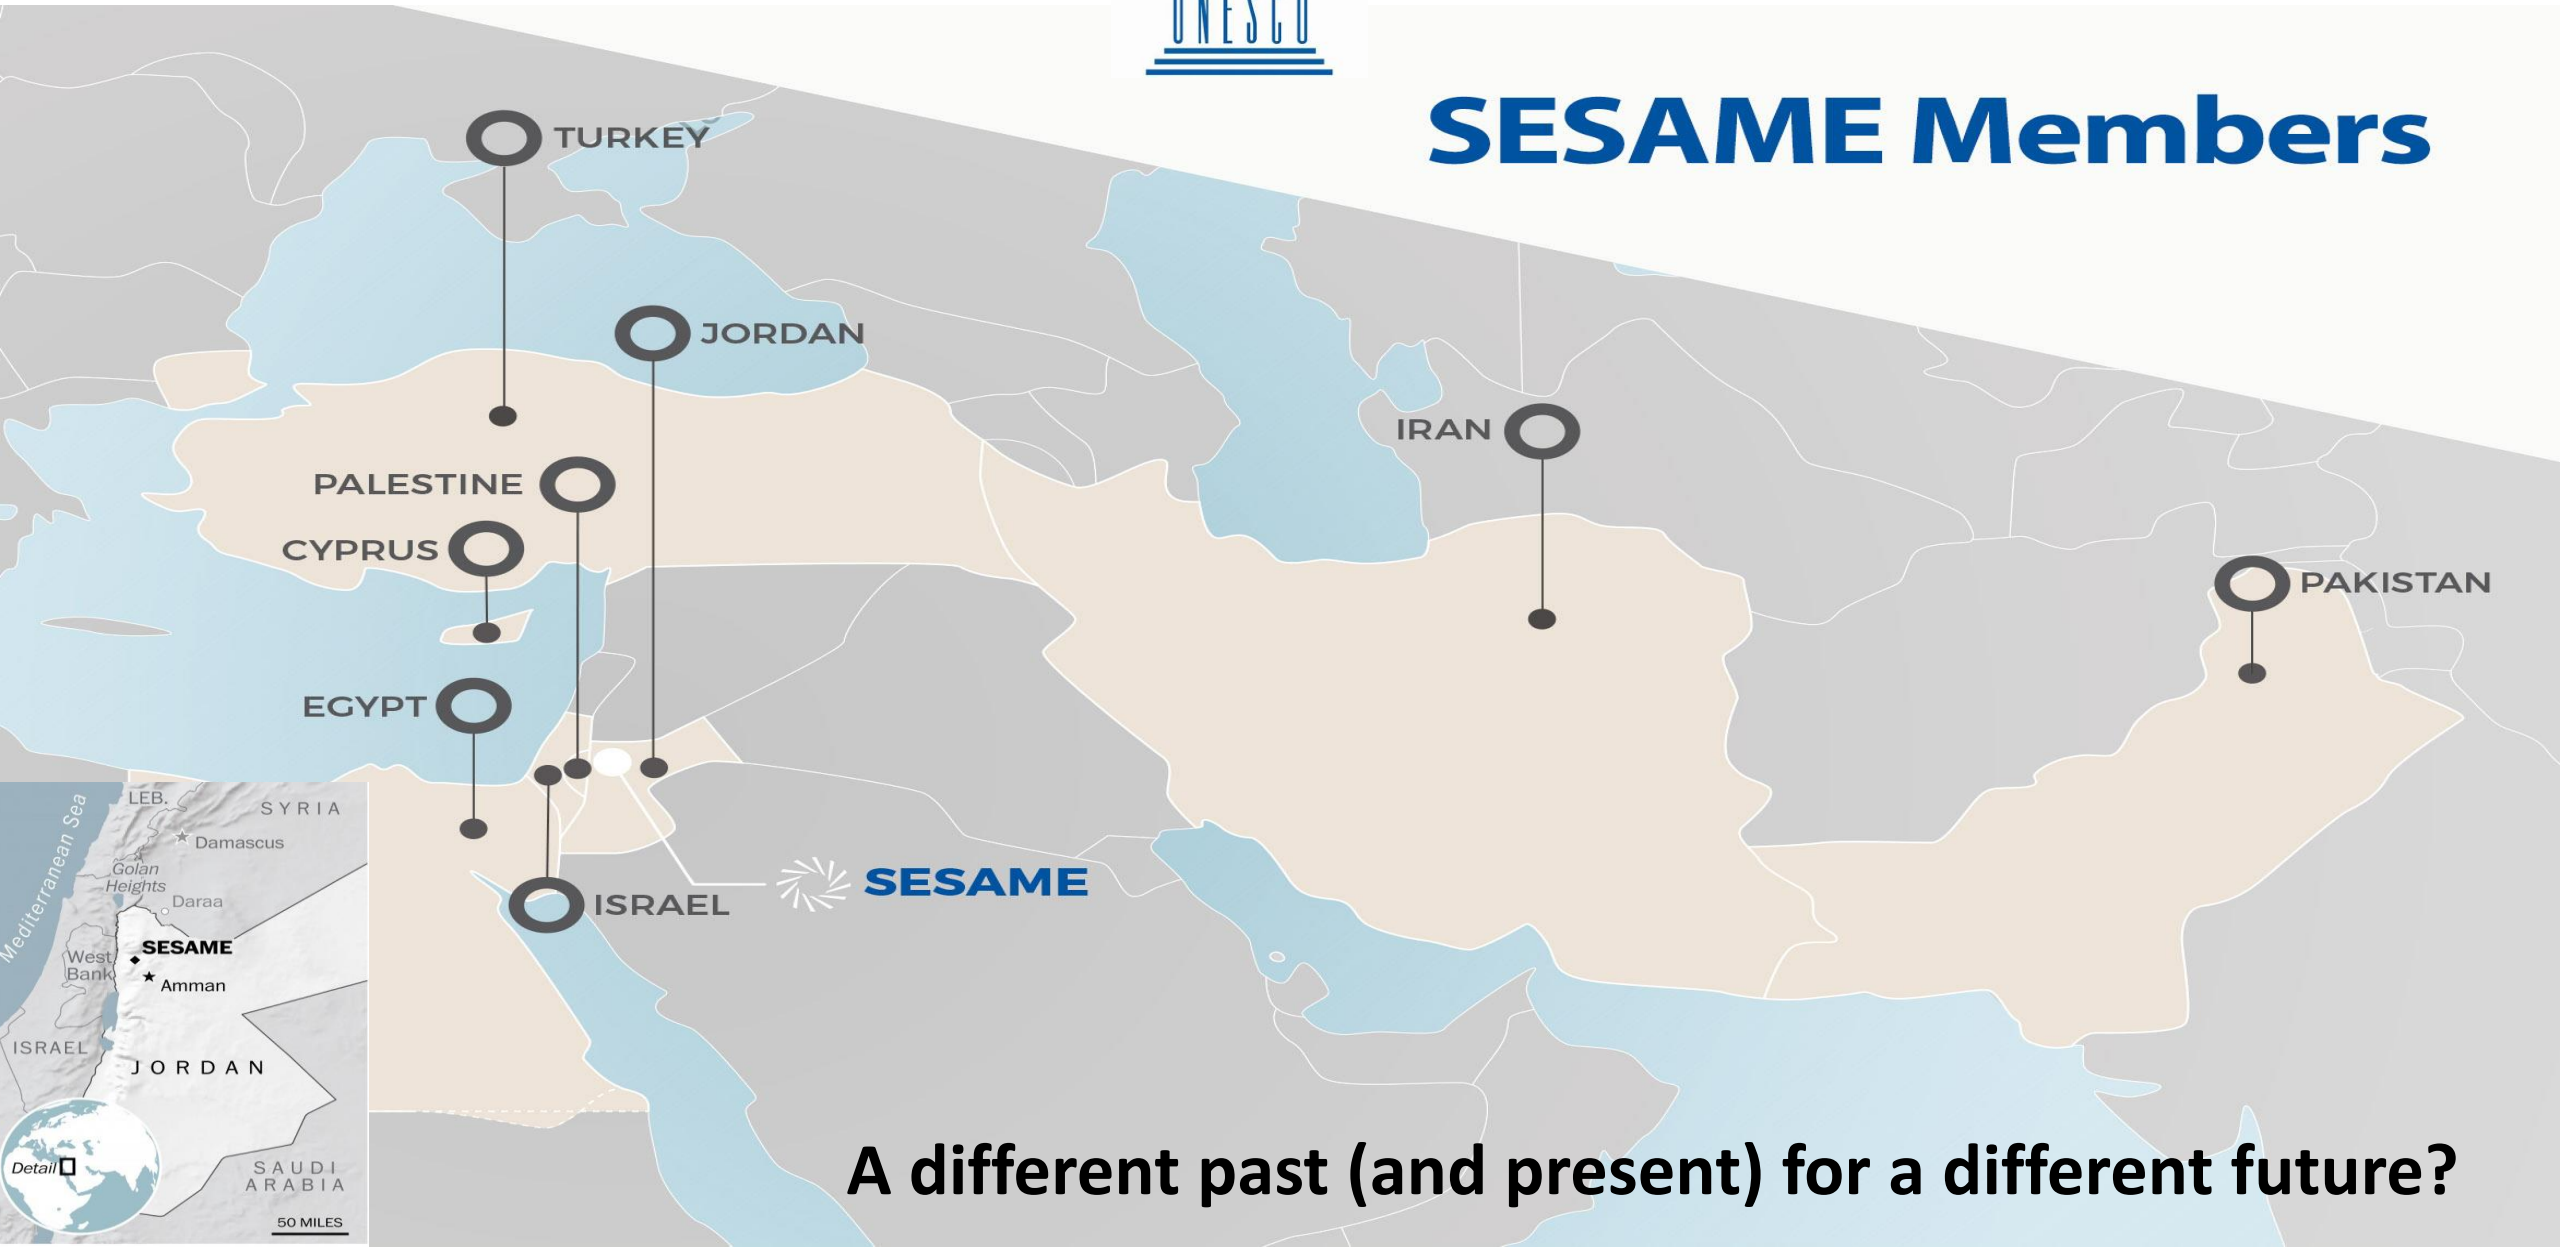 UNESCO
SESAME Members
TURKEY
JORDAN
IRAN
PALESTINE
CYPRUS
PAKISTAN
EGYPT
ISRAEL
SESAME
Mediterranean Sea
LEB.
SYRIA
Damascus
Golan
Heights
Daraa
SESAME
West
Bank
Amman
ISRAEL
JORDAN
Detail
SAUDI
ARABIA
50 MILES
A different past (and present) for a different future?